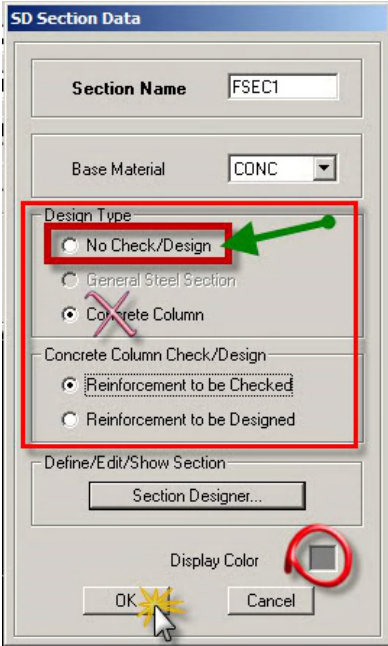 SD Section Data
Section Name FSEC1
Base Material CONC
Design Type
No Check/Design
General Steel Section
Concrete Column
Concrete Column Check/Design
Reinforcement to be Checked
Reinforcement to be Designed
Define/Edit/Show Section
Section Designer...
Display Color
OK Cancel